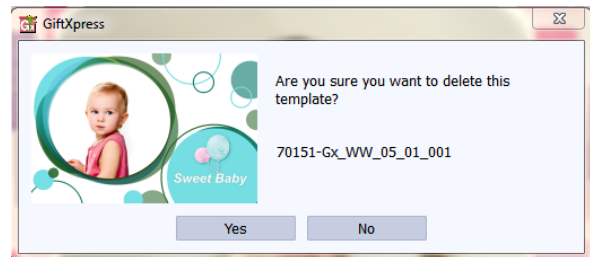 GiftXpress
Are you sure you want to delete this
template?
70151-Gx_WW_05_01_001
Sweet Baby
Yes
No